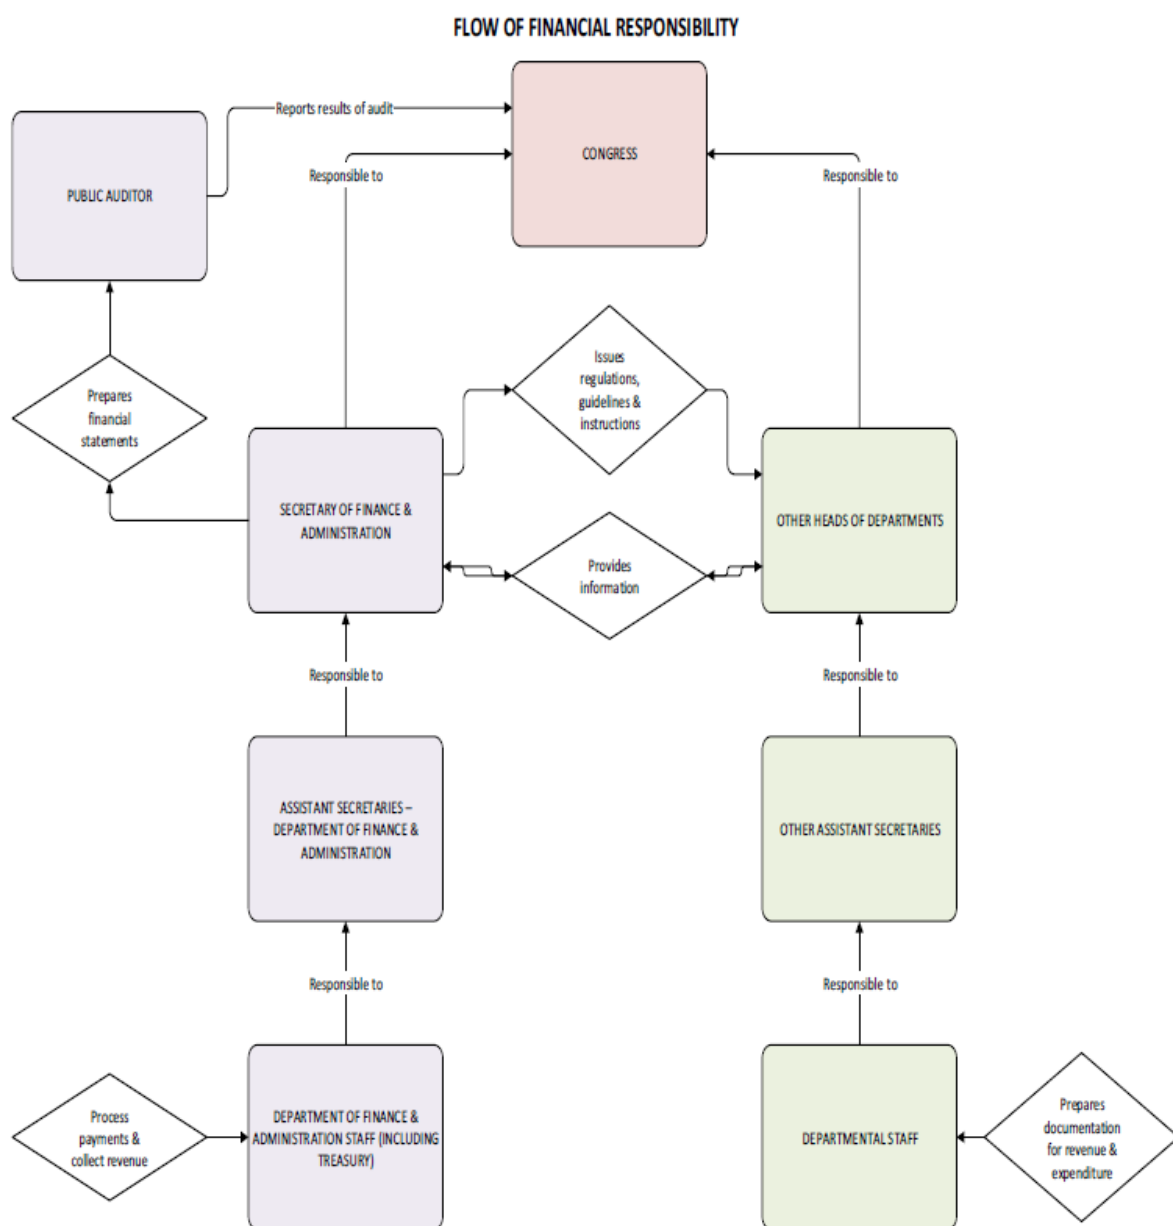 FLOW OF FINANCIAL RESPONSIBILITY
Reports results of audit
CONGRESS
PUBLIC AUDITOR
Responsible to
Responsible to
Issues
regulations,
guidelines &
instructions
Prepares
financial
statements
SECRETARY OF FINANCE &
ADMINISTRATION
OTHER HEADS OF DEPARTMENTS
Provides
information
Responsible to
Responsible to
ASSISTANT SECRETARIES –
DEPARTMENT OF FINANCE &
ADMINISTRATION
OTHER ASSISTANT SECRETARIES
Responsible to
Responsible to
Process
payments &
collect revenue
DEPARTMENT OF FINANCE &
ADMINISTRATION STAFF (INCLUDING
TREASURY)
DEPARTMENTAL STAFF
Prepares
documentation
for revenue &
expenditure